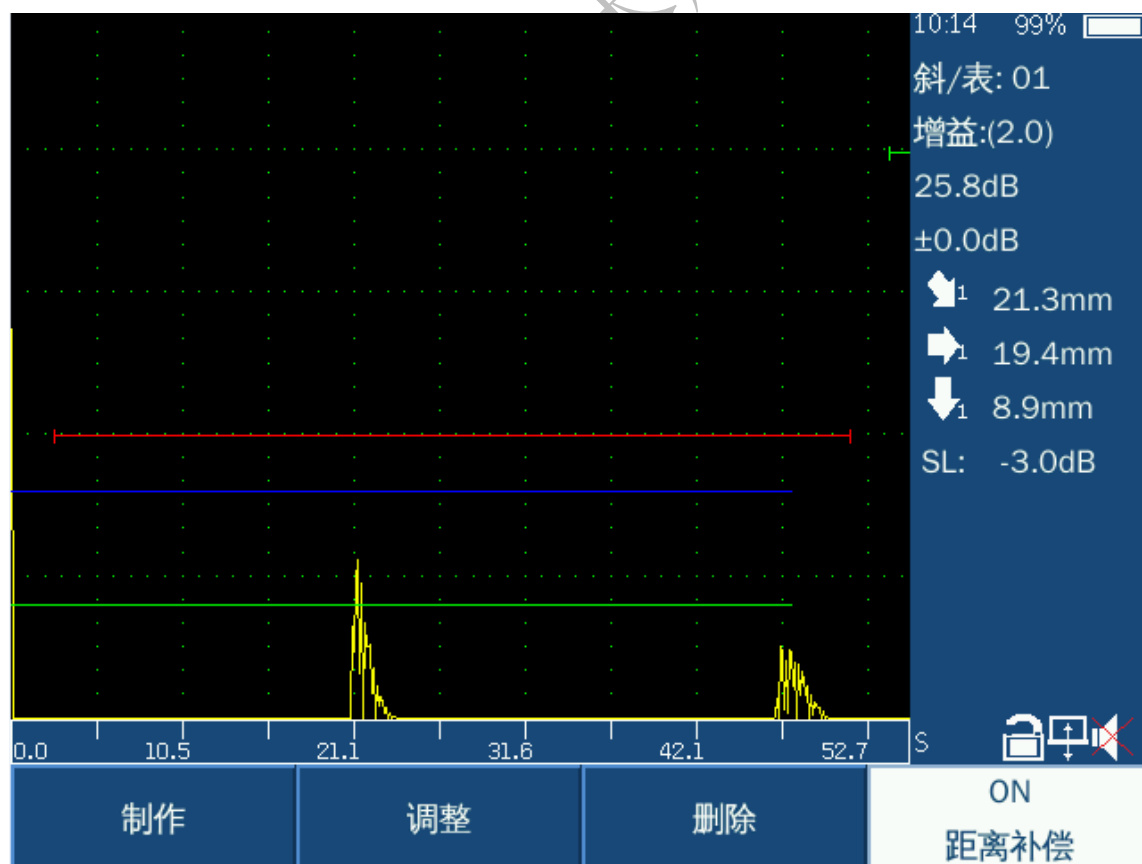 10:14 99%
斜/表: 01
增益:(2.0)
25.8dB
±0.0dB
1 21.3mm
1 19.4mm
1 8.9mm
SL: -3.0dB
0.0 10.5 21.1 31.6 42.1 52.7 S
制作 调整 删除 ON
距离补偿